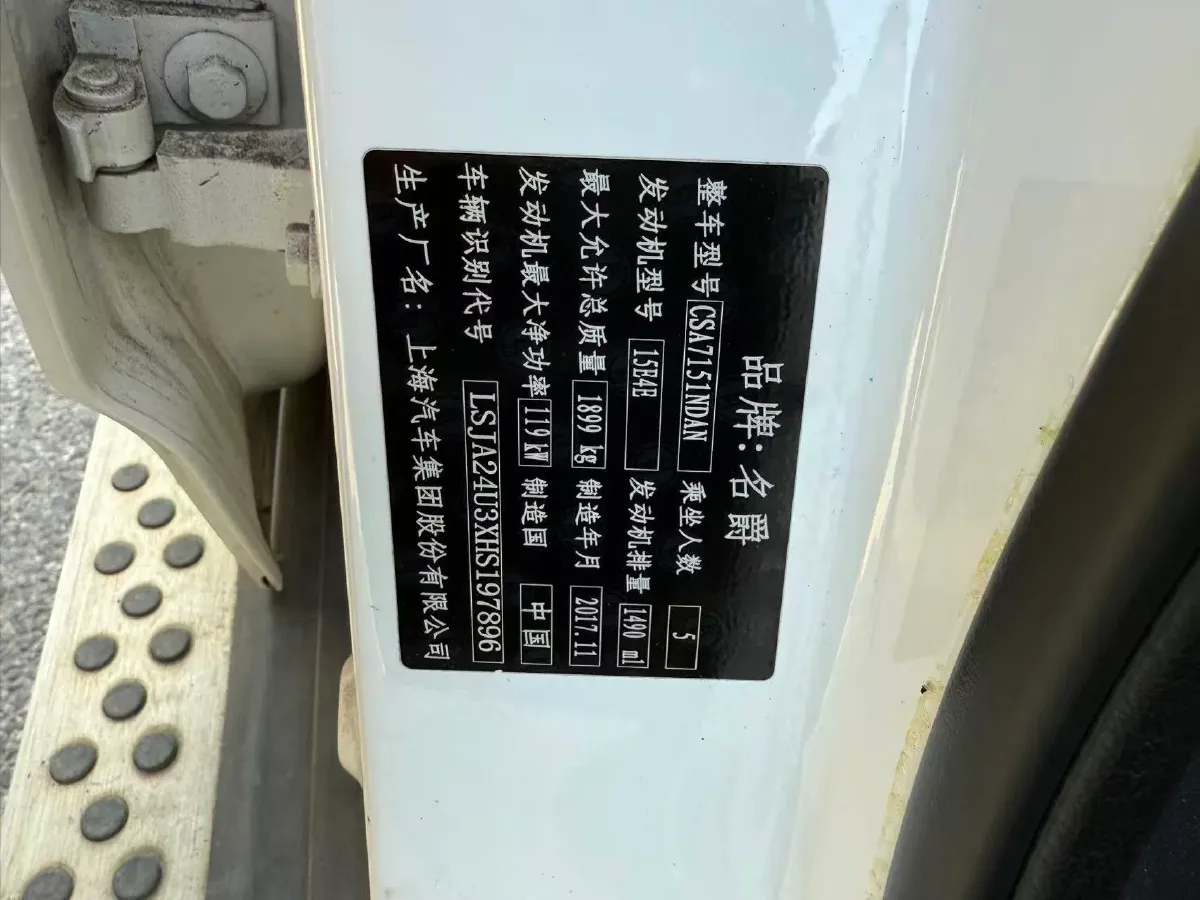 品牌: 名爵
整车型号 CSA7151NDAN 乘坐人数 5
发动机型号 15E4E 发动机排量 1490 ml
最大允许总质量 1899 kg 制造年月 2017.11
发动机最大净功率 119 kW 制造国 中国
车辆识别代号 LSJA24U3XHS197896
生产厂名: 上海汽车集团股份有限公司